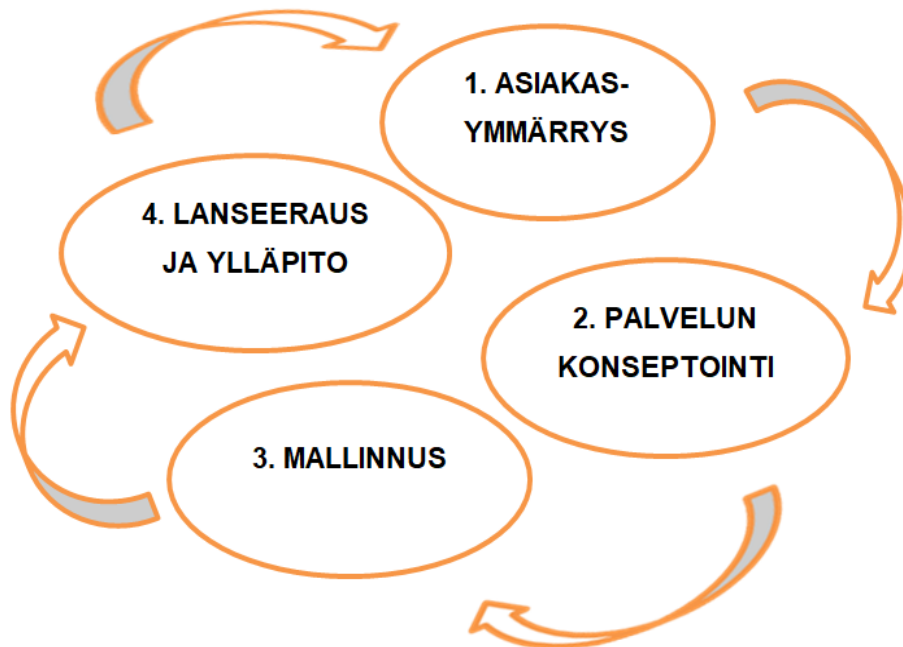 1. ASIAKAS-
YMMÄRRYS
2. PALVELUN
KONSEPTOINTI
3. MALLINNUS
4. LANSEERAUS
JA YLLÄPITO